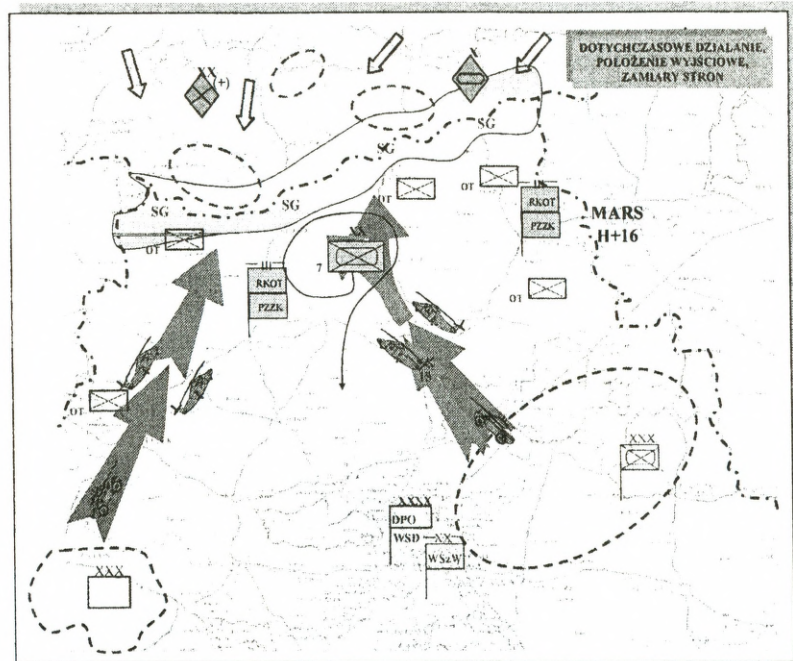 DOTYCHCZASOWE DZIAŁANIE,
POŁOŻENIE WYJŚCIOWE,
ZAMIARY STRON
XX
(+)
X
SG
SG
SG
SG
OT
OT
OT
OT
OT
RKOT
PZZK
MARS
H+16
XX
7
RKOT
PZZK
XXX
XXXX
DPO
WSD
XX
WSzW
XXX